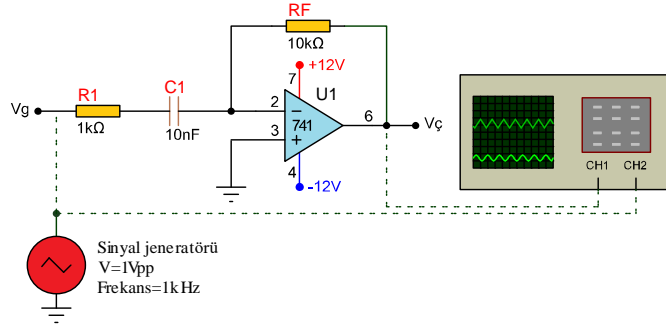 RF
10kΩ
+12V
R1
C1
7
U1
Vg
2
6
Vç
741
1kΩ
10nF
3
4
-12V
CH1 CH2
Sinyal jeneratörü
V=1Vpp
Frekans=1kHz